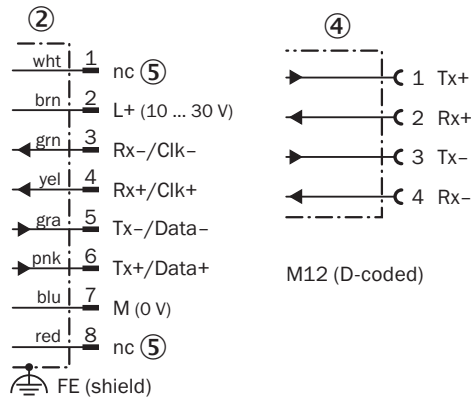 ②
wht 1 nc ⑤
brn 2 L+ (10 ... 30 V)
grn 3 Rx–/Clk–
yel 4 Rx+/Clk+
gra 5 Tx–/Data–
pnk 6 Tx+/Data+
blu 7 M (0 V)
red 8 nc ⑤
FE (shield)
④
1 Tx+
2 Rx+
3 Tx–
4 Rx–
M12 (D-coded)